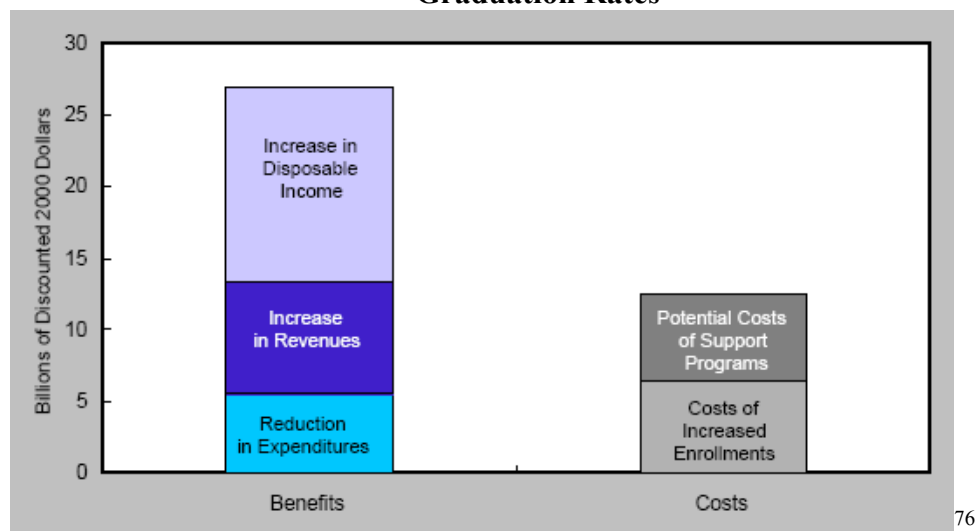 Graduation Rates
30
25
20
15
10
5
0
Billions of Discounted 2000 Dollars
Increase in
Disposable
Income
Increase
in Revenues
Reduction
in Expenditures
Potential Costs
of Support
Programs
Costs of
Increased
Enrollments
Benefits
Costs
76